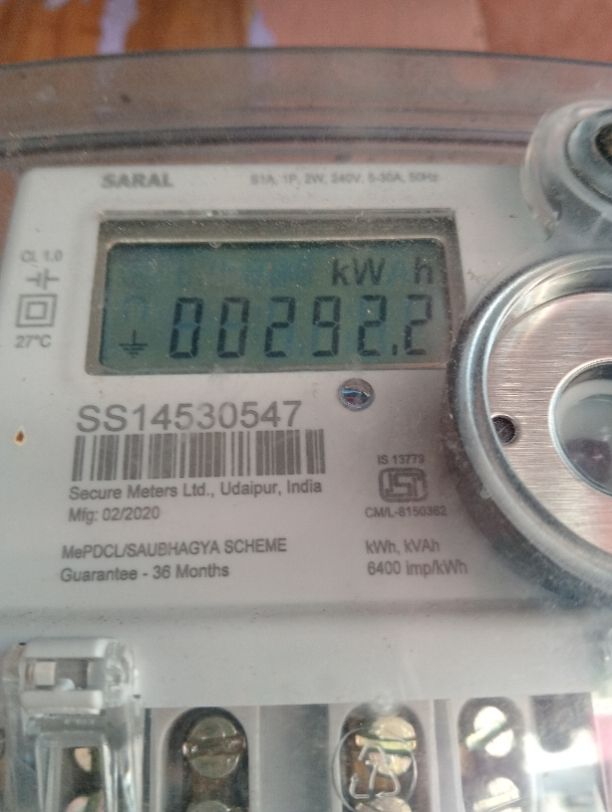 SARAL S1A, 1P, 2W, 240V, 5-30A, 50Hz
CL 1.0
kW h
00292.2
27°C
SS14530547
Secure Meters Ltd., Udaipur, India
Mfg: 02/2020
IS 13779
ISI
CM/L-8150362
MePDCL/SAUBHAGYA SCHEME
Guarantee - 36 Months
kWh, kVAh
6400 imp/kWh